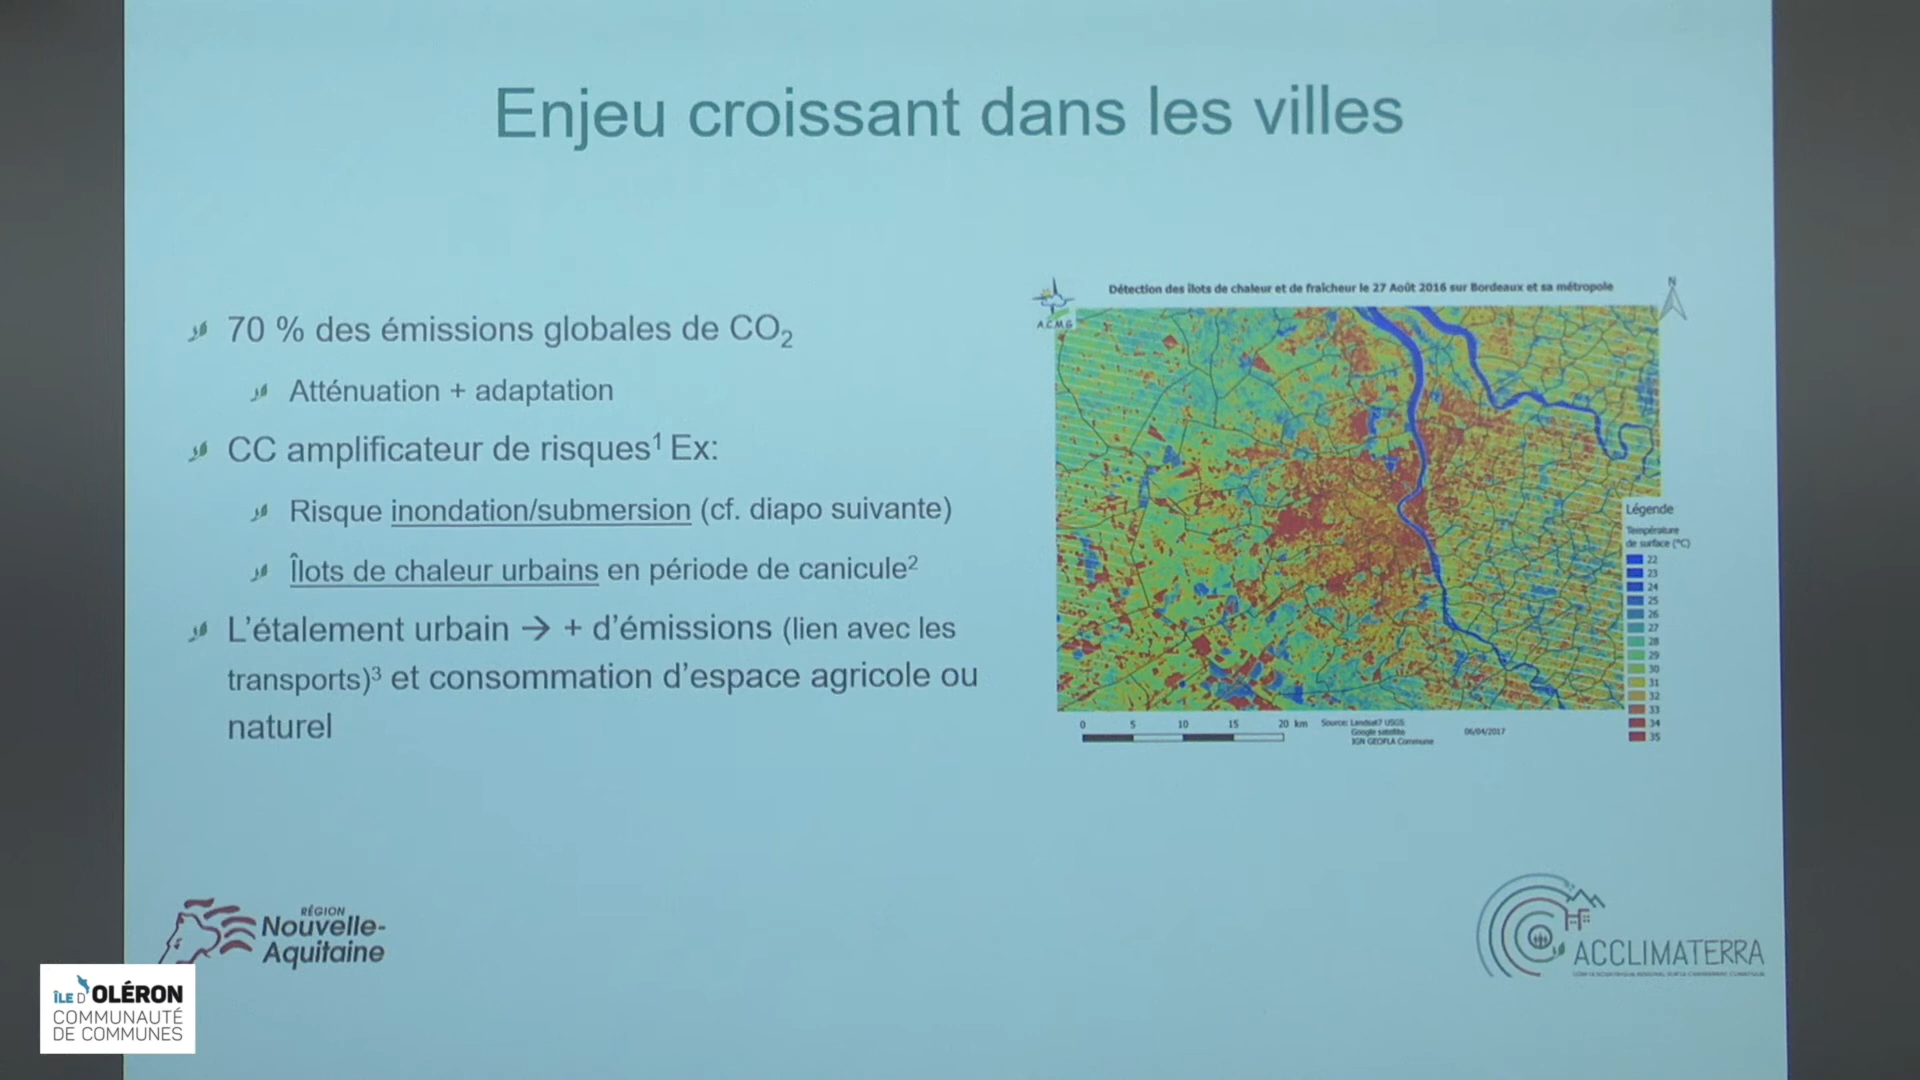 Enjeu croissant dans les villes
70 % des émissions globales de CO2
Atténuation + adaptation
CC amplificateur de risques1 Ex:
Risque inondation/submersion (cf. diapo suivante)
Îlots de chaleur urbains en période de canicule2
L'étalement urbain → + d'émissions (lien avec les
transports)3 et consommation d'espace agricole ou
naturel
Détection des îlots de chaleur et de fraîcheur le 27 Août 2016 sur Bordeaux et sa métropole
N
A.C.M.G
Légende
Température
de surface (°C)
22
23
24
25
26
27
28
29
30
31
32
33
34
35
0 5 10 15 20 km
Source: Landsat7 USGS
Google satellite
IGN GEOFLA Commune
06/04/2017
RÉGION
Nouvelle-
Aquitaine
ÎLE D'OLÉRON
COMMUNAUTÉ
DE COMMUNES
ACCLIMATERRA